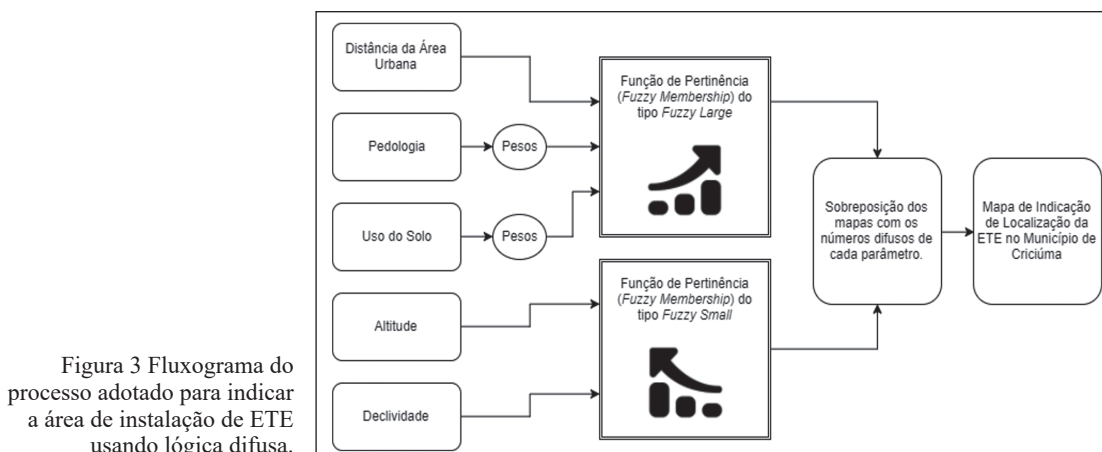 Distância da Área
Urbana
Pedologia
Pesos
Uso do Solo
Pesos
Altitude
Declividade
Função de Pertinência
(Fuzzy Membership) do
tipo Fuzzy Large
Função de Pertinência
(Fuzzy Membership) do
tipo Fuzzy Small
Sobreposição dos
mapas com os
números difusos de
cada parâmetro.
Mapa de Indicação
de Localização da
ETE no Município de
Criciúma
Figura 3 Fluxograma do
processo adotado para indicar
a área de instalação de ETE
usando lógica difusa.